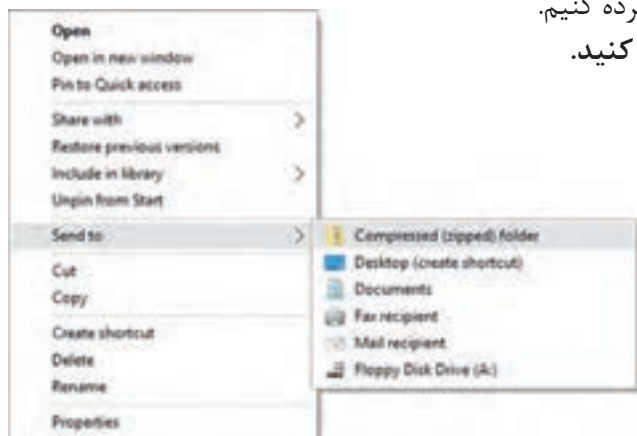 رده کنیم.
کنید.
Open
Open in new window
Pin to Quick access
Share with
Restore previous versions
Include in library
Unpin from Start
Send to
Cut
Copy
Create shortcut
Delete
Rename
Properties
Compressed (zipped) folder
Desktop (create shortcut)
Documents
Fax recipient
Mail recipient
Floppy Disk Drive (A:)